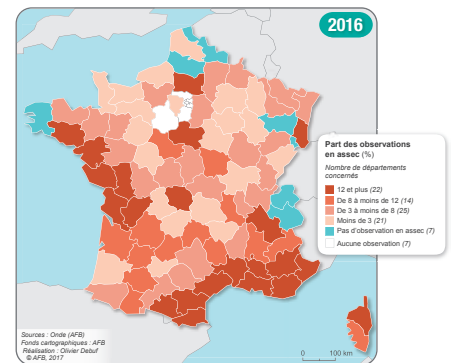 2016
Part des observations
en assec (%)
Nombre de départements
concernés
12 et plus (22)
De 8 à moins de 12 (14)
De 3 à moins de 8 (25)
Moins de 3 (21)
Pas d'observation en assec (7)
Aucune observation (7)
Sources : Onde (AFB)
Fonds cartographiques : AFB
Réalisation : Olivier Debuf
© AFB, 2017
0 100 km